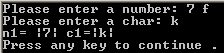 Please enter a number: 7 f
Please enter a char: k
n1= |7| c1=|k|
Press any key to continue